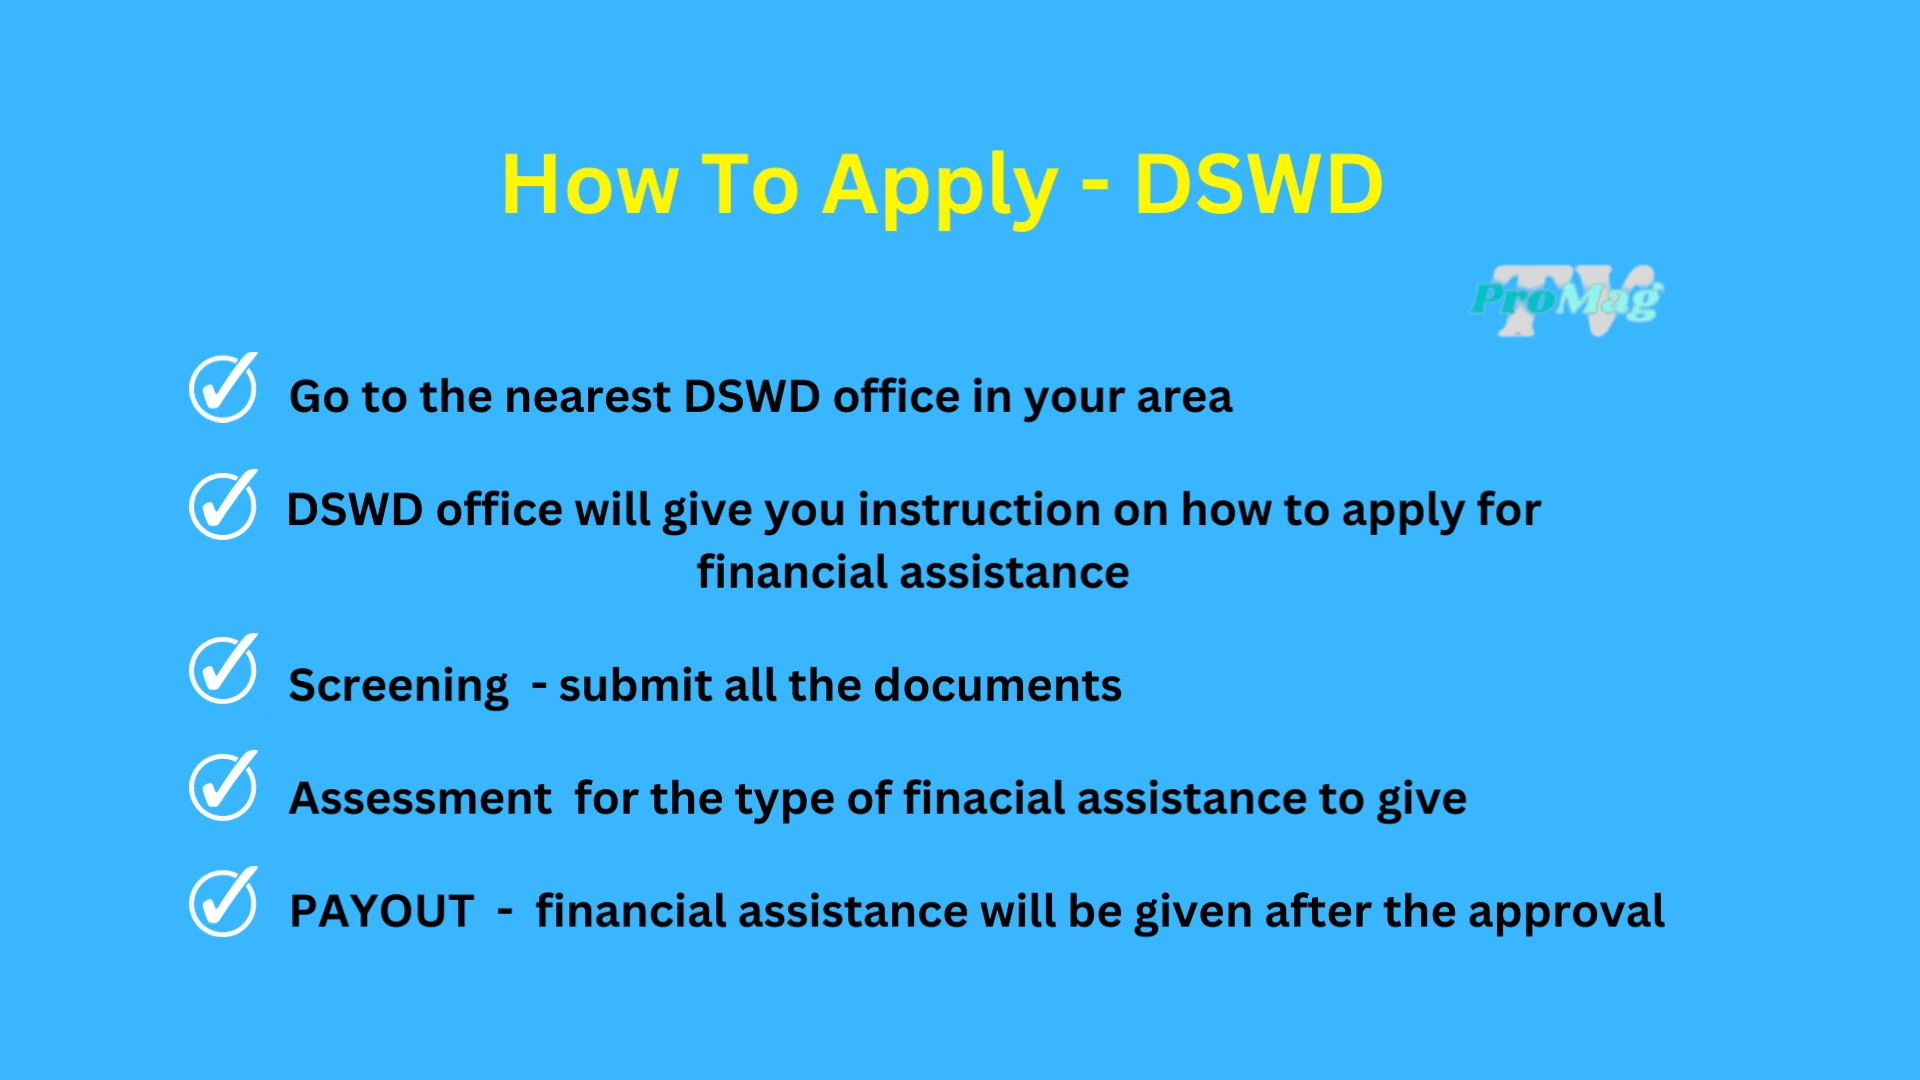 How To Apply - DSWD
TV
ProMag
Go to the nearest DSWD office in your area
DSWD office will give you instruction on how to apply for
financial assistance
Screening - submit all the documents
Assessment for the type of finacial assistance to give
PAYOUT - financial assistance will be given after the approval